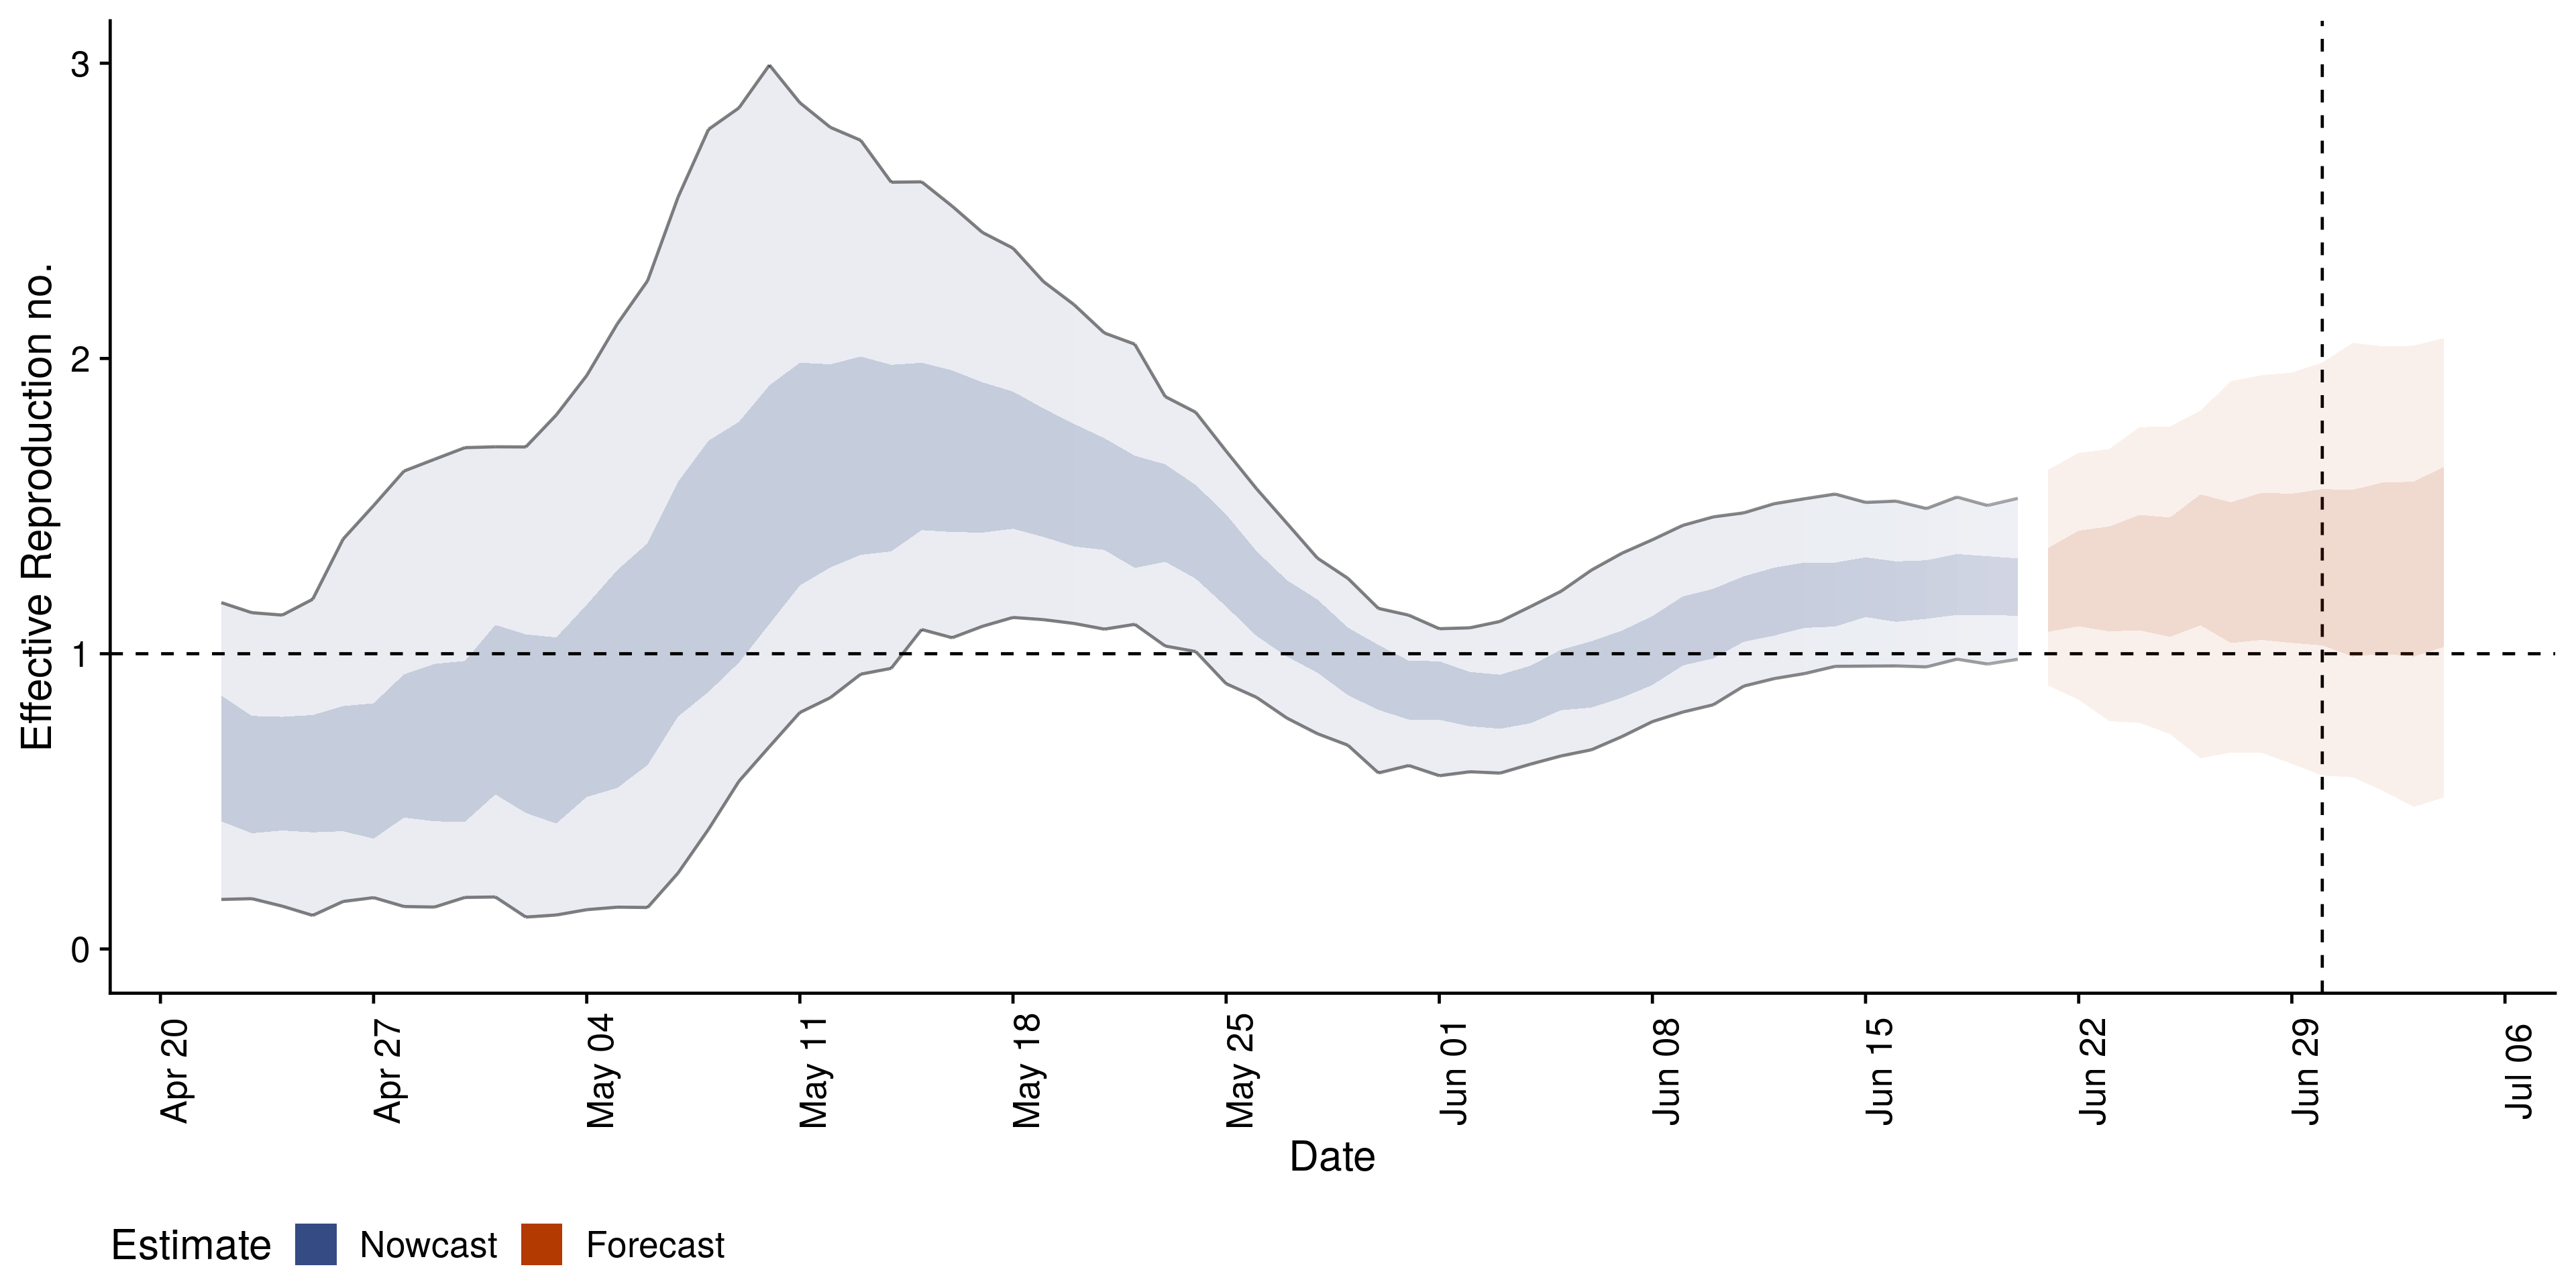 Effective Reproduction no.
3
2
1
0
Apr 20
Apr 27
May 04
May 11
May 18
May 25
Jun 01
Jun 08
Jun 15
Jun 22
Jun 29
Jul 06
Date
Estimate Nowcast Forecast